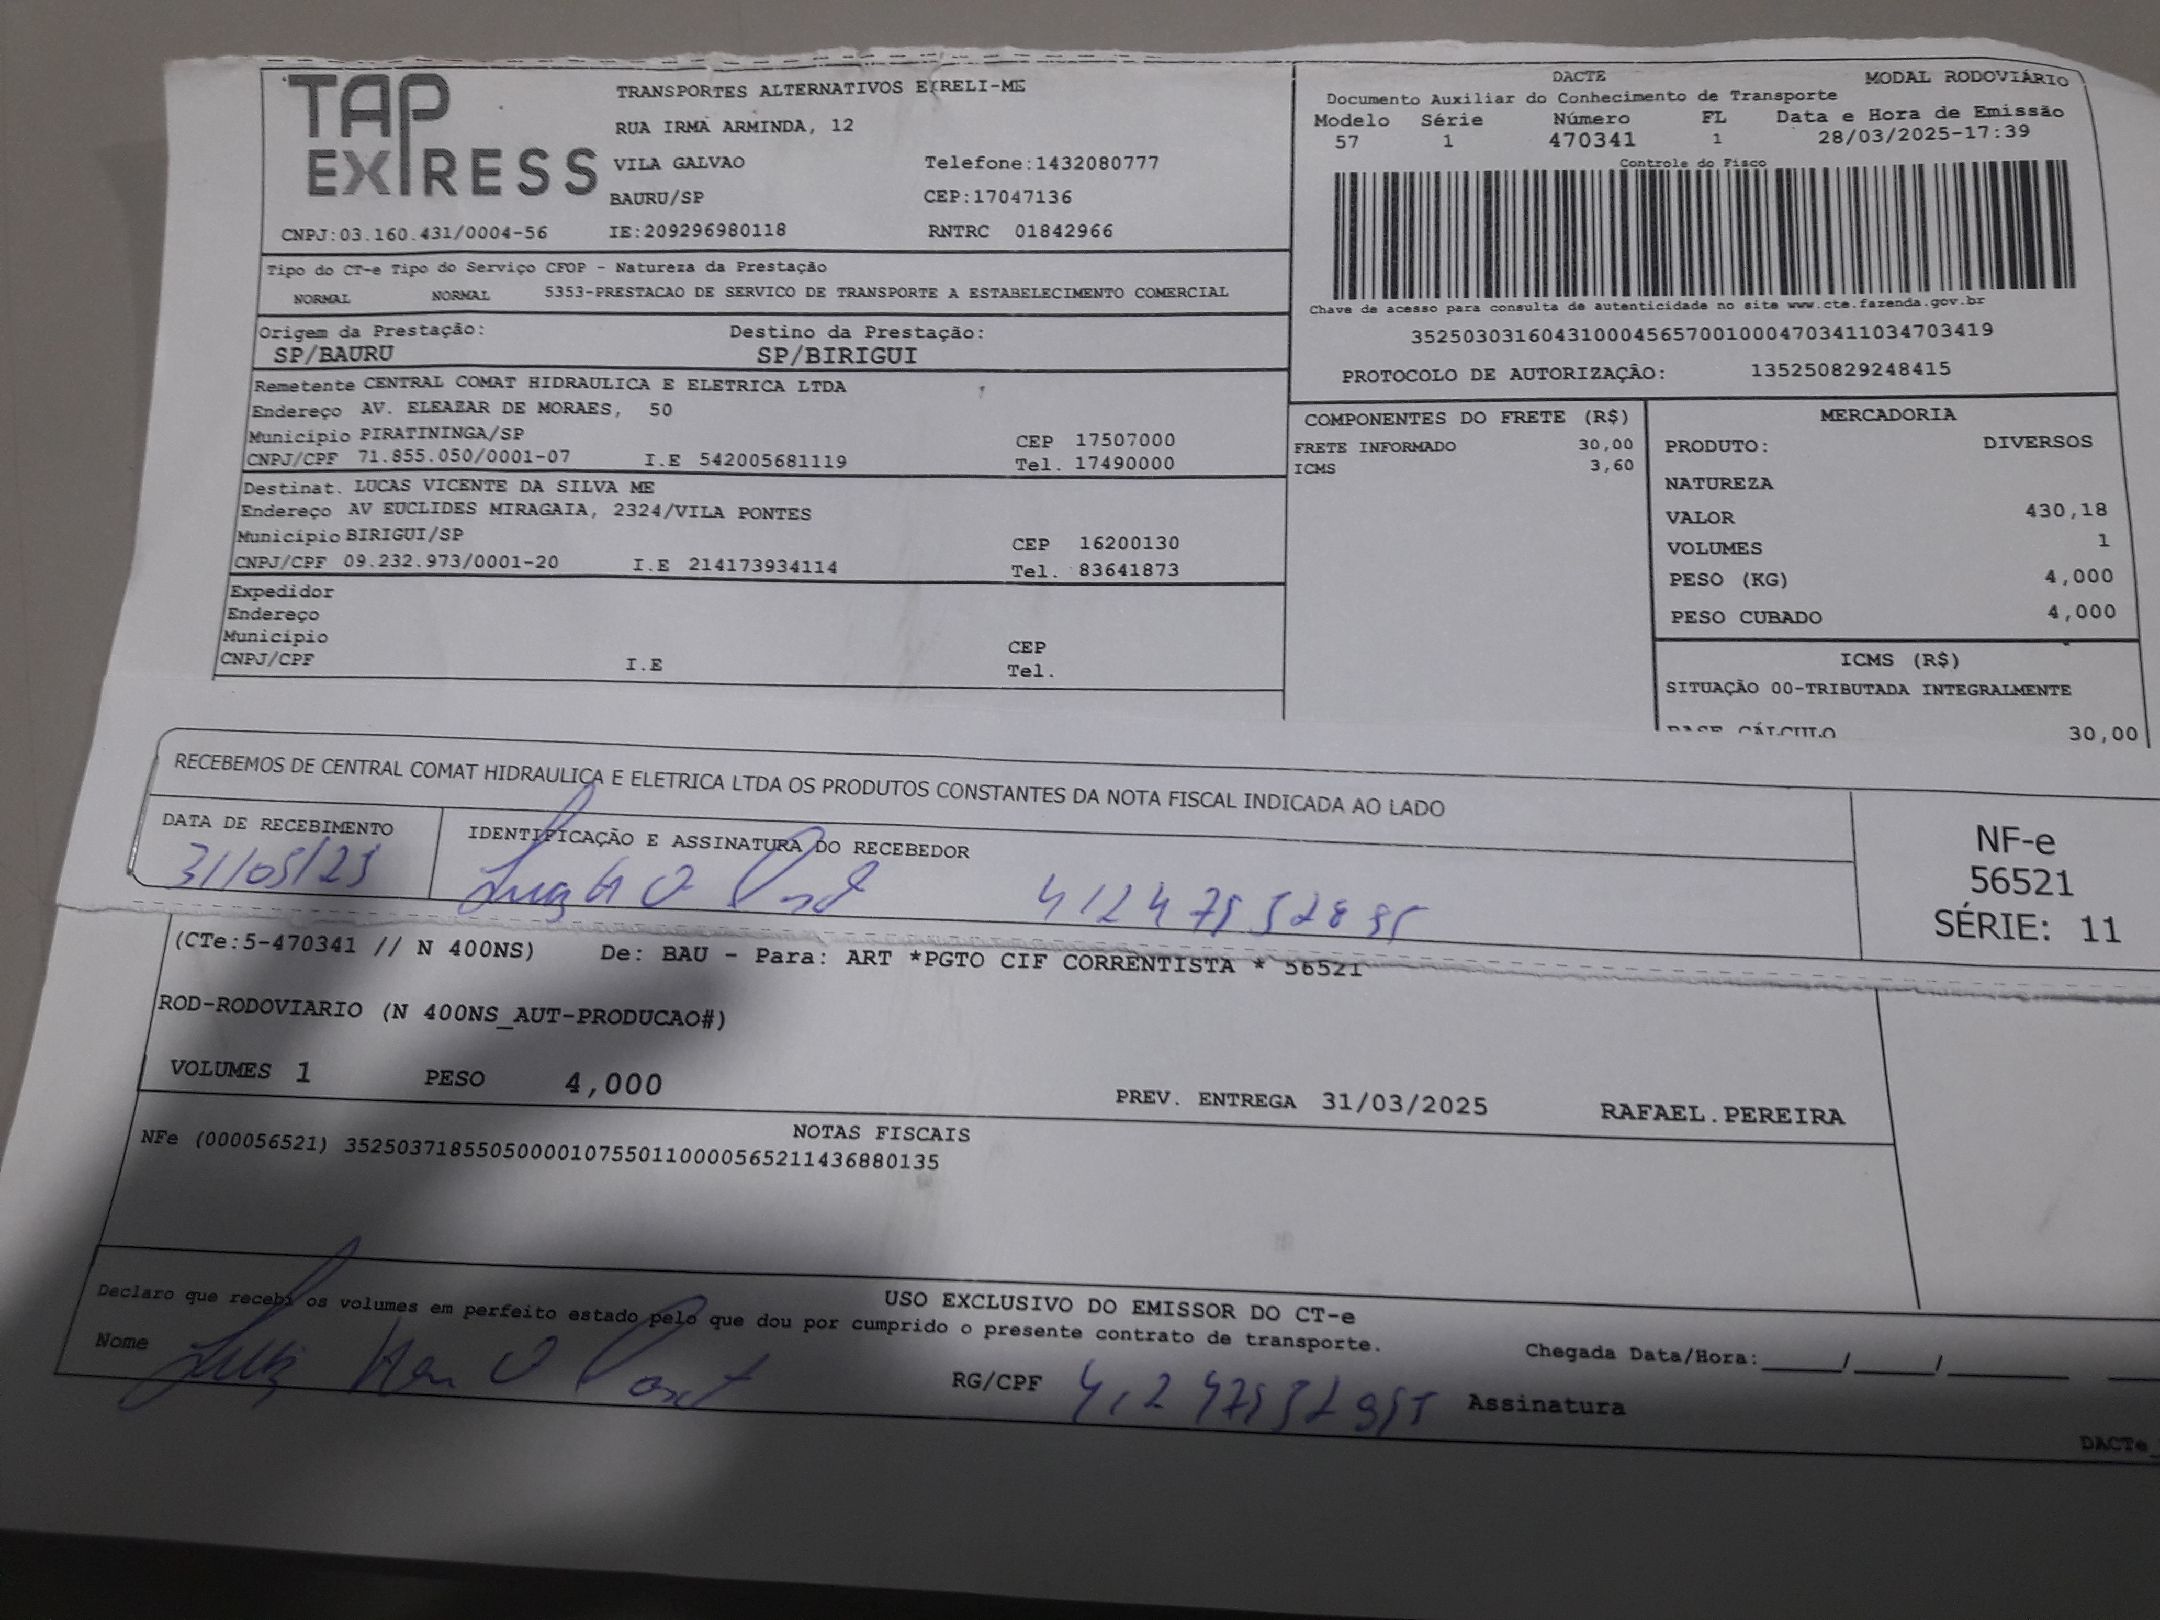 TAP EXPRESS
TRANSPORTES ALTERNATIVOS EIRELI-ME
RUA IRMA ARMINDA, 12
VILA GALVAO Telefone:1432080777
BAURU/SP CEP:17047136
CNPJ:03.160.431/0004-56 IE:209296980118 RNTRC 01842966
DACTE MODAL RODOVIÁRIO
Documento Auxiliar do Conhecimento de Transporte
Modelo Série Número FL Data e Hora de Emissão
57 1 470341 1 28/03/2025-17:39
Controle do Fisco
Chave de acesso para consulta de autenticidade no site www.cte.fazenda.gov.br
35250303160431000456570010004703411034703419
PROTOCOLO DE AUTORIZAÇÃO: 135250829248415
Tipo do CT-e Tipo do Serviço CFOP - Natureza da Prestação
NORMAL NORMAL 5353-PRESTACAO DE SERVICO DE TRANSPORTE A ESTABELECIMENTO COMERCIAL
Origem da Prestação: Destino da Prestação:
SP/BAURU SP/BIRIGUI
Remetente CENTRAL COMAT HIDRAULICA E ELETRICA LTDA
Endereço AV. ELEAZAR DE MORAES, 50
Município PIRATININGA/SP CEP 17507000
CNPJ/CPF 71.855.050/0001-07 I.E 542005681119 Tel. 17490000
Destinat. LUCAS VICENTE DA SILVA ME
Endereço AV EUCLIDES MIRAGAIA, 2324/VILA PONTES
Município BIRIGUI/SP CEP 16200130
CNPJ/CPF 09.232.973/0001-20 I.E 214173934114 Tel. 83641873
Expedidor
Endereço
Município CEP
CNPJ/CPF I.E Tel.
COMPONENTES DO FRETE (R$)
FRETE INFORMADO 30,00
ICMS 3,60
MERCADORIA
PRODUTO: DIVERSOS
NATUREZA
VALOR 430,18
VOLUMES 1
PESO (KG) 4,000
PESO CUBADO 4,000
ICMS (R$)
SITUAÇÃO 00-TRIBUTADA INTEGRALMENTE
BASE CÁLCULO 30,00
RECEBEMOS DE CENTRAL COMAT HIDRAULICA E ELETRICA LTDA OS PRODUTOS CONSTANTES DA NOTA FISCAL INDICADA AO LADO
DATA DE RECEBIMENTO IDENTIFICAÇÃO E ASSINATURA DO RECEBEDOR
NF-e
56521
SÉRIE: 11
(CTe:5-470341 // N 400NS) De: BAU - Para: ART *PGTO CIF CORRENTISTA * 56521
ROD-RODOVIARIO (N 400NS_AUT-PRODUCAO#)
VOLUMES 1 PESO 4,000 PREV. ENTREGA 31/03/2025 RAFAEL.PEREIRA
NOTAS FISCAIS
NFe (000056521) 35250371855050000107550110000565211436880135
USO EXCLUSIVO DO EMISSOR DO CT-e
Declaro que recebi os volumes em perfeito estado pelo que dou por cumprido o presente contrato de transporte.
Nome Luiz RG/CPF Assinatura Chegada Data/Hora:____/____/____
DACTe_